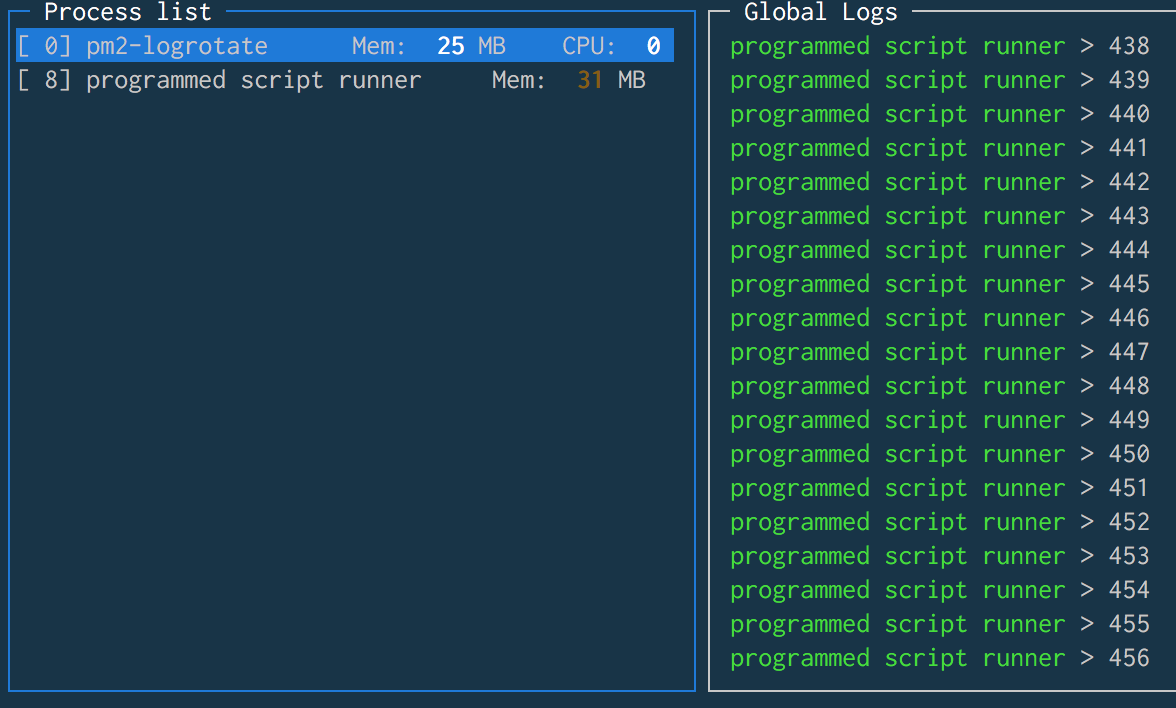 Process list
[ 0] pm2-logrotate Mem: 25 MB CPU: 0
[ 8] programmed script runner Mem: 31 MB
Global Logs
programmed script runner > 438
programmed script runner > 439
programmed script runner > 440
programmed script runner > 441
programmed script runner > 442
programmed script runner > 443
programmed script runner > 444
programmed script runner > 445
programmed script runner > 446
programmed script runner > 447
programmed script runner > 448
programmed script runner > 449
programmed script runner > 450
programmed script runner > 451
programmed script runner > 452
programmed script runner > 453
programmed script runner > 454
programmed script runner > 455
programmed script runner > 456